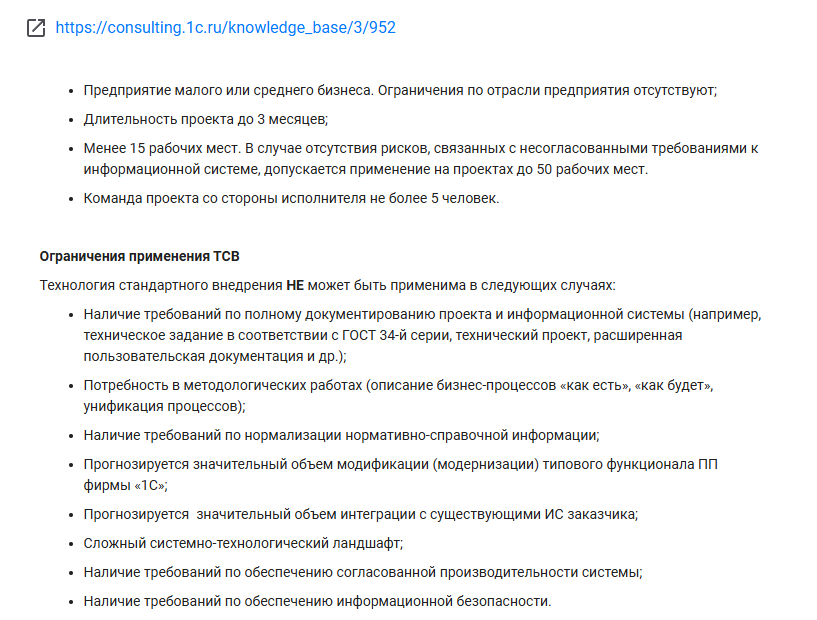 https://consulting.1c.ru/knowledge_base/3/952
• Предприятие малого или среднего бизнеса. Ограничения по отрасли предприятия отсутствуют;
• Длительность проекта до 3 месяцев;
• Менее 15 рабочих мест. В случае отсутствия рисков, связанных с несогласованными требованиями к
информационной системе, допускается применение на проектах до 50 рабочих мест.
• Команда проекта со стороны исполнителя не более 5 человек.
Ограничения применения ТСВ
Технология стандартного внедрения НЕ может быть применима в следующих случаях:
• Наличие требований по полному документированию проекта и информационной системы (например,
техническое задание в соответствии с ГОСТ 34-й серии, технический проект, расширенная
пользовательская документация и др.);
• Потребность в методологических работах (описание бизнес-процессов «как есть», «как будет»,
унификация процессов);
• Наличие требований по нормализации нормативно-справочной информации;
• Прогнозируется значительный объем модификации (модернизации) типового функционала ПП
фирмы «1С»;
• Прогнозируется  значительный объем интеграции с существующими ИС заказчика;
• Сложный системно-технологический ландшафт;
• Наличие требований по обеспечению согласованной производительности системы;
• Наличие требований по обеспечению информационной безопасности.